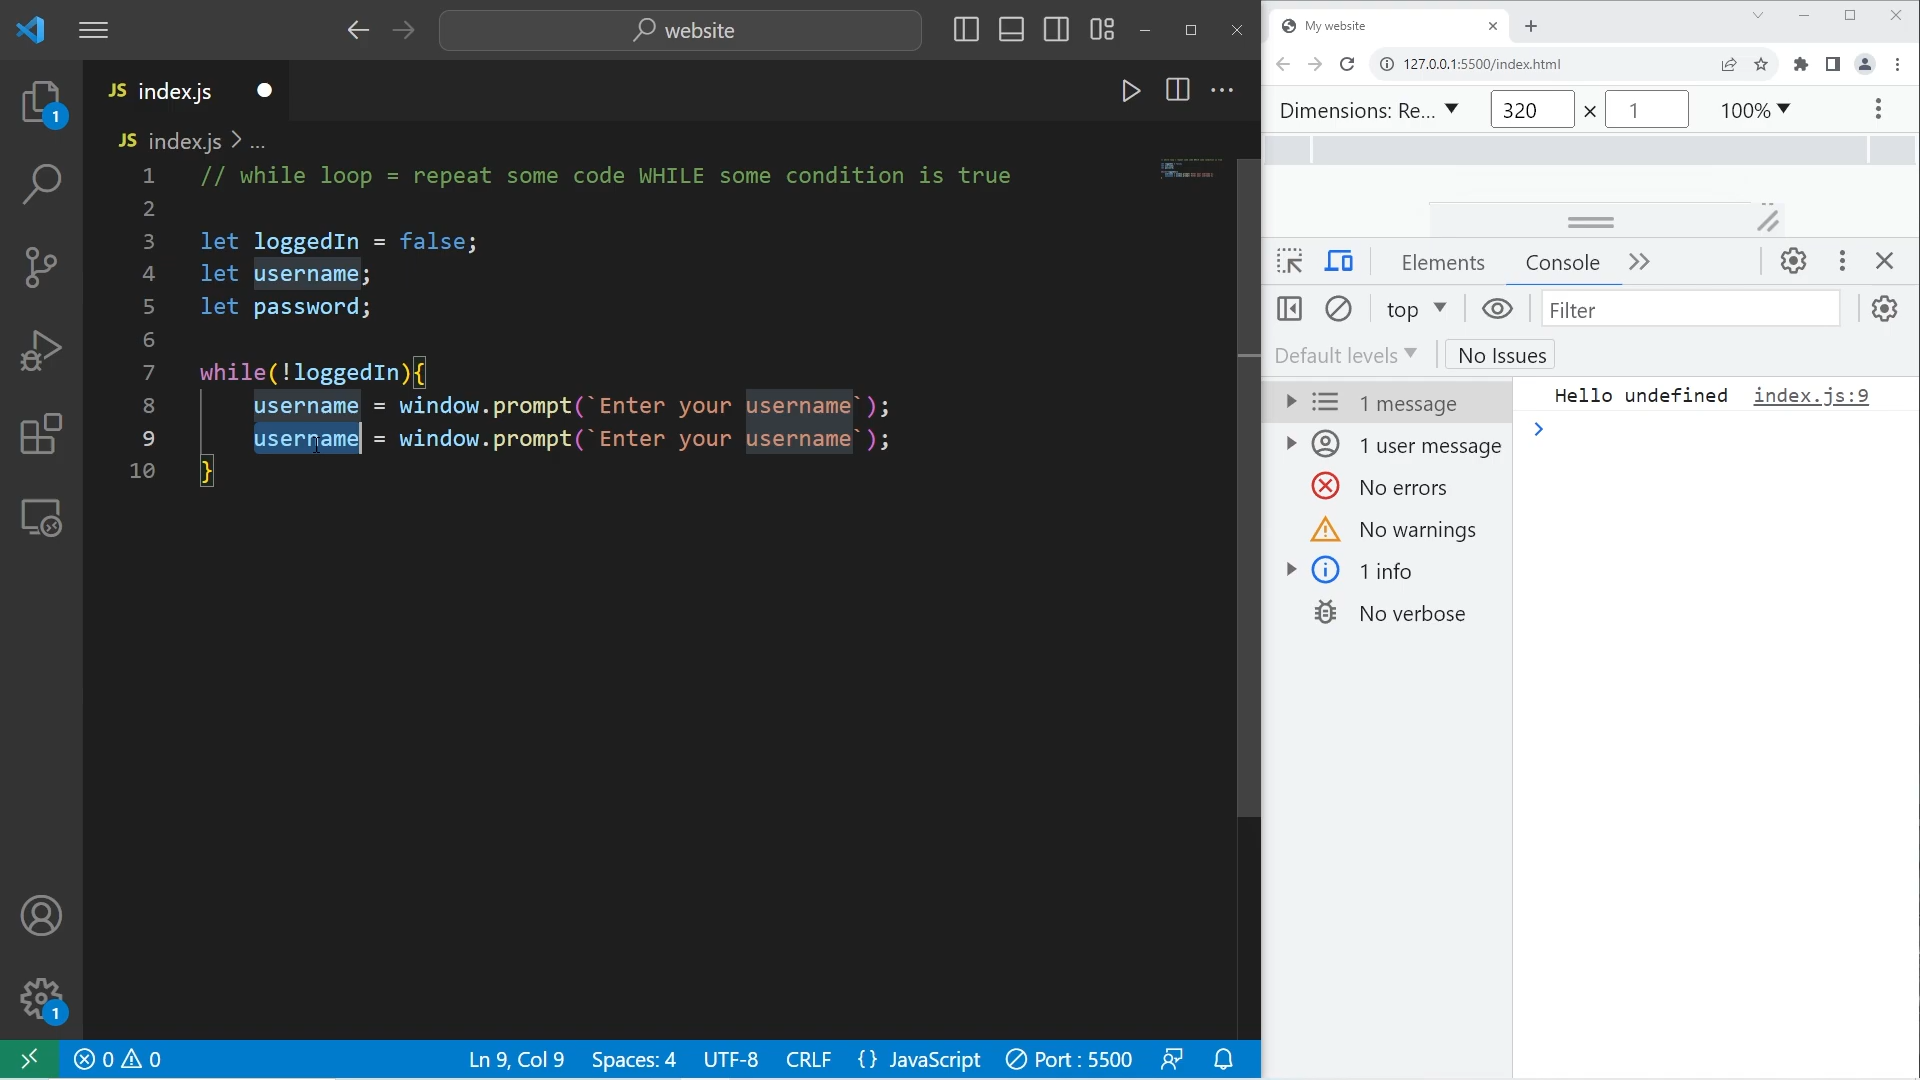 website
JS index.js
JS index.js > ...
1 // while loop = repeat some code WHILE some condition is true
2
3 let loggedIn = false;
4 let username;
5 let password;
6
7 while(!loggedIn){
8 username = window.prompt(`Enter your username`);
9 username = window.prompt(`Enter your username`);
10 }
1
1
0 0
Ln 9, Col 9
Spaces: 4
UTF-8
CRLF
{} JavaScript
Port : 5500
My website
127.0.0.1:5500/index.html
Dimensions: Re... 320 × 1 100%
Elements Console
top Filter
Default levels No Issues
1 message
1 user message
No errors
No warnings
1 info
No verbose
Hello undefined index.js:9